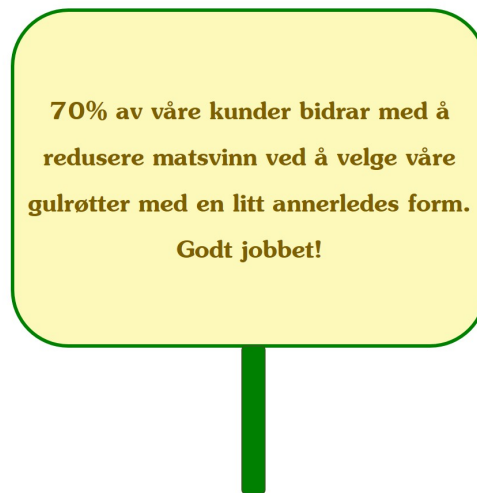 70% av våre kunder bidrar med å
redusere matsvinn ved å velge våre
gulrøtter med en litt annerledes form.
Godt jobbet!